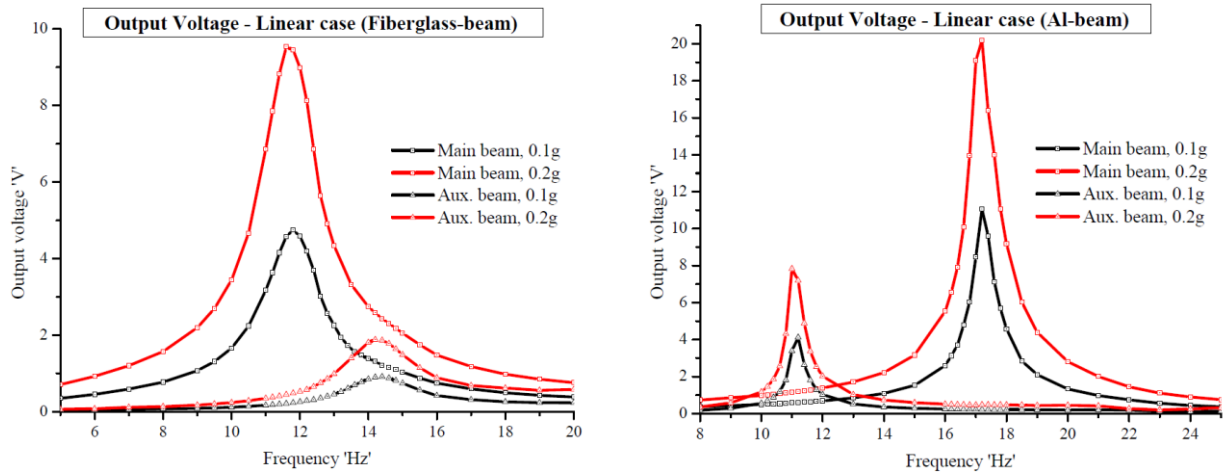 Output Voltage - Linear case (Fiberglass-beam)
10
8
6
4
2
0
Output voltage 'V'
Main beam, 0.1g
Main beam, 0.2g
Aux. beam, 0.1g
Aux. beam, 0.2g
6
8
10
12
14
16
18
20
Frequency 'Hz'
Output Voltage - Linear case (Al-beam)
20
18
16
14
12
10
8
6
4
2
0
Output voltage 'V'
Main beam, 0.1g
Main beam, 0.2g
Aux. beam, 0.1g
Aux. beam, 0.2g
8
10
12
14
16
18
20
22
24
Frequency 'Hz'